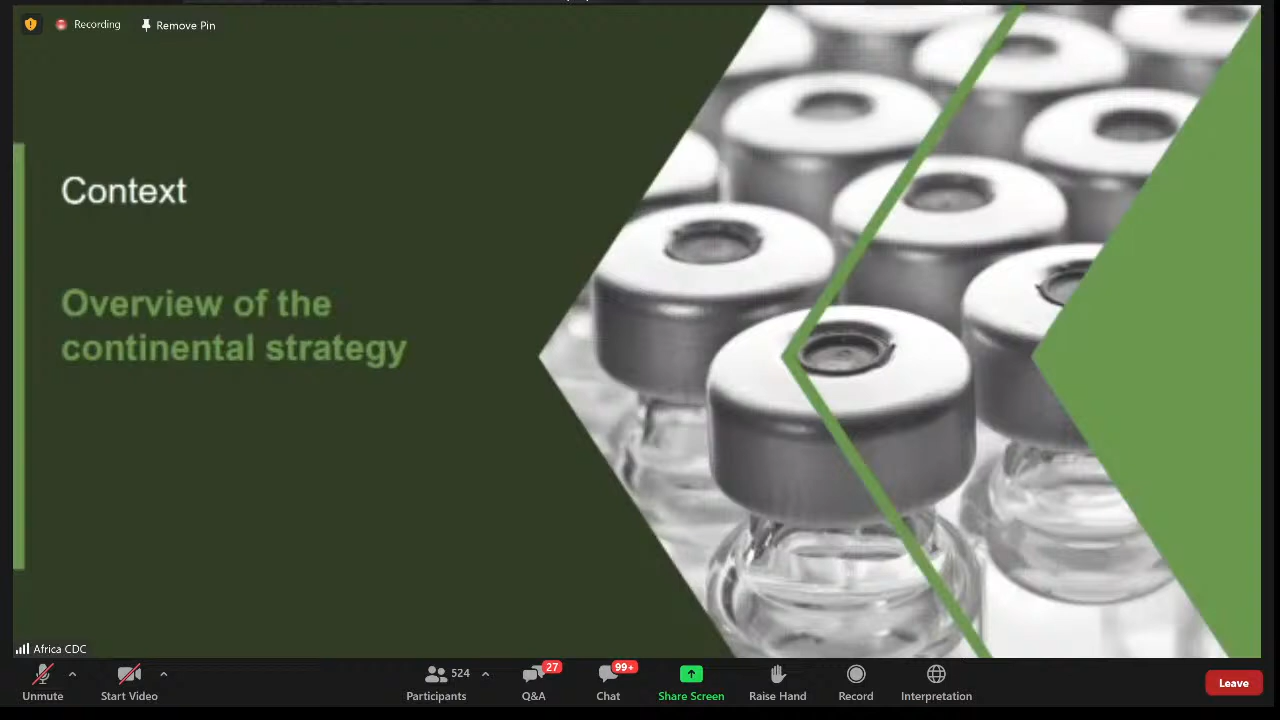 Recording
Remove Pin
Context
Overview of the
continental strategy
Africa CDC
Unmute
Start Video
524
Participants
27
Q&A
99+
Chat
Share Screen
Raise Hand
Record
Interpretation
Leave